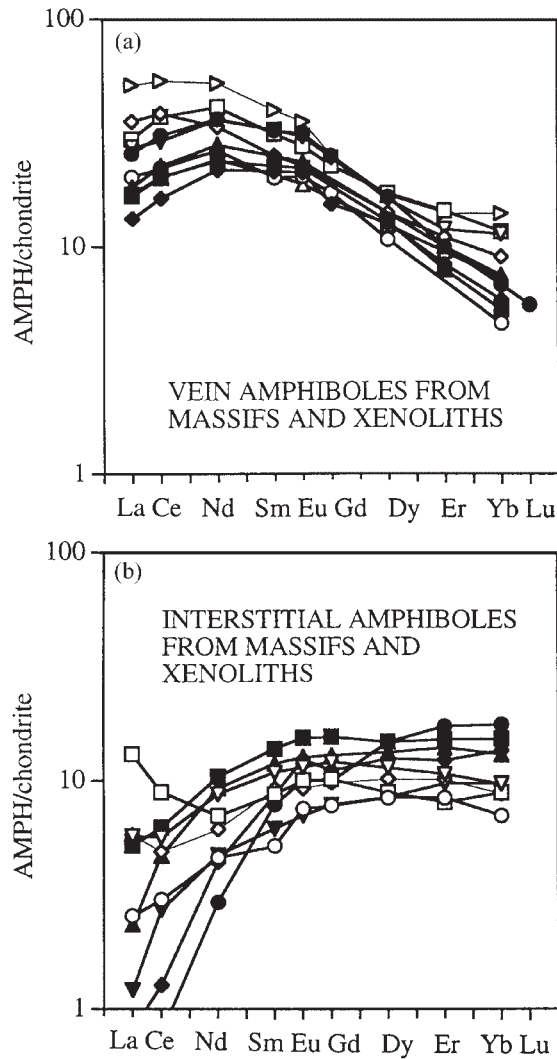 100
(a)
AMPH/chondrite
10
VEIN AMPHIBOLES FROM
MASSIFS AND XENOLITHS
1
La Ce Nd Sm Eu Gd Dy Er Yb Lu
100
(b)
INTERSTITIAL AMPHIBOLES
FROM MASSIFS AND
XENOLITHS
AMPH/chondrite
10
1
La Ce Nd Sm Eu Gd Dy Er Yb Lu